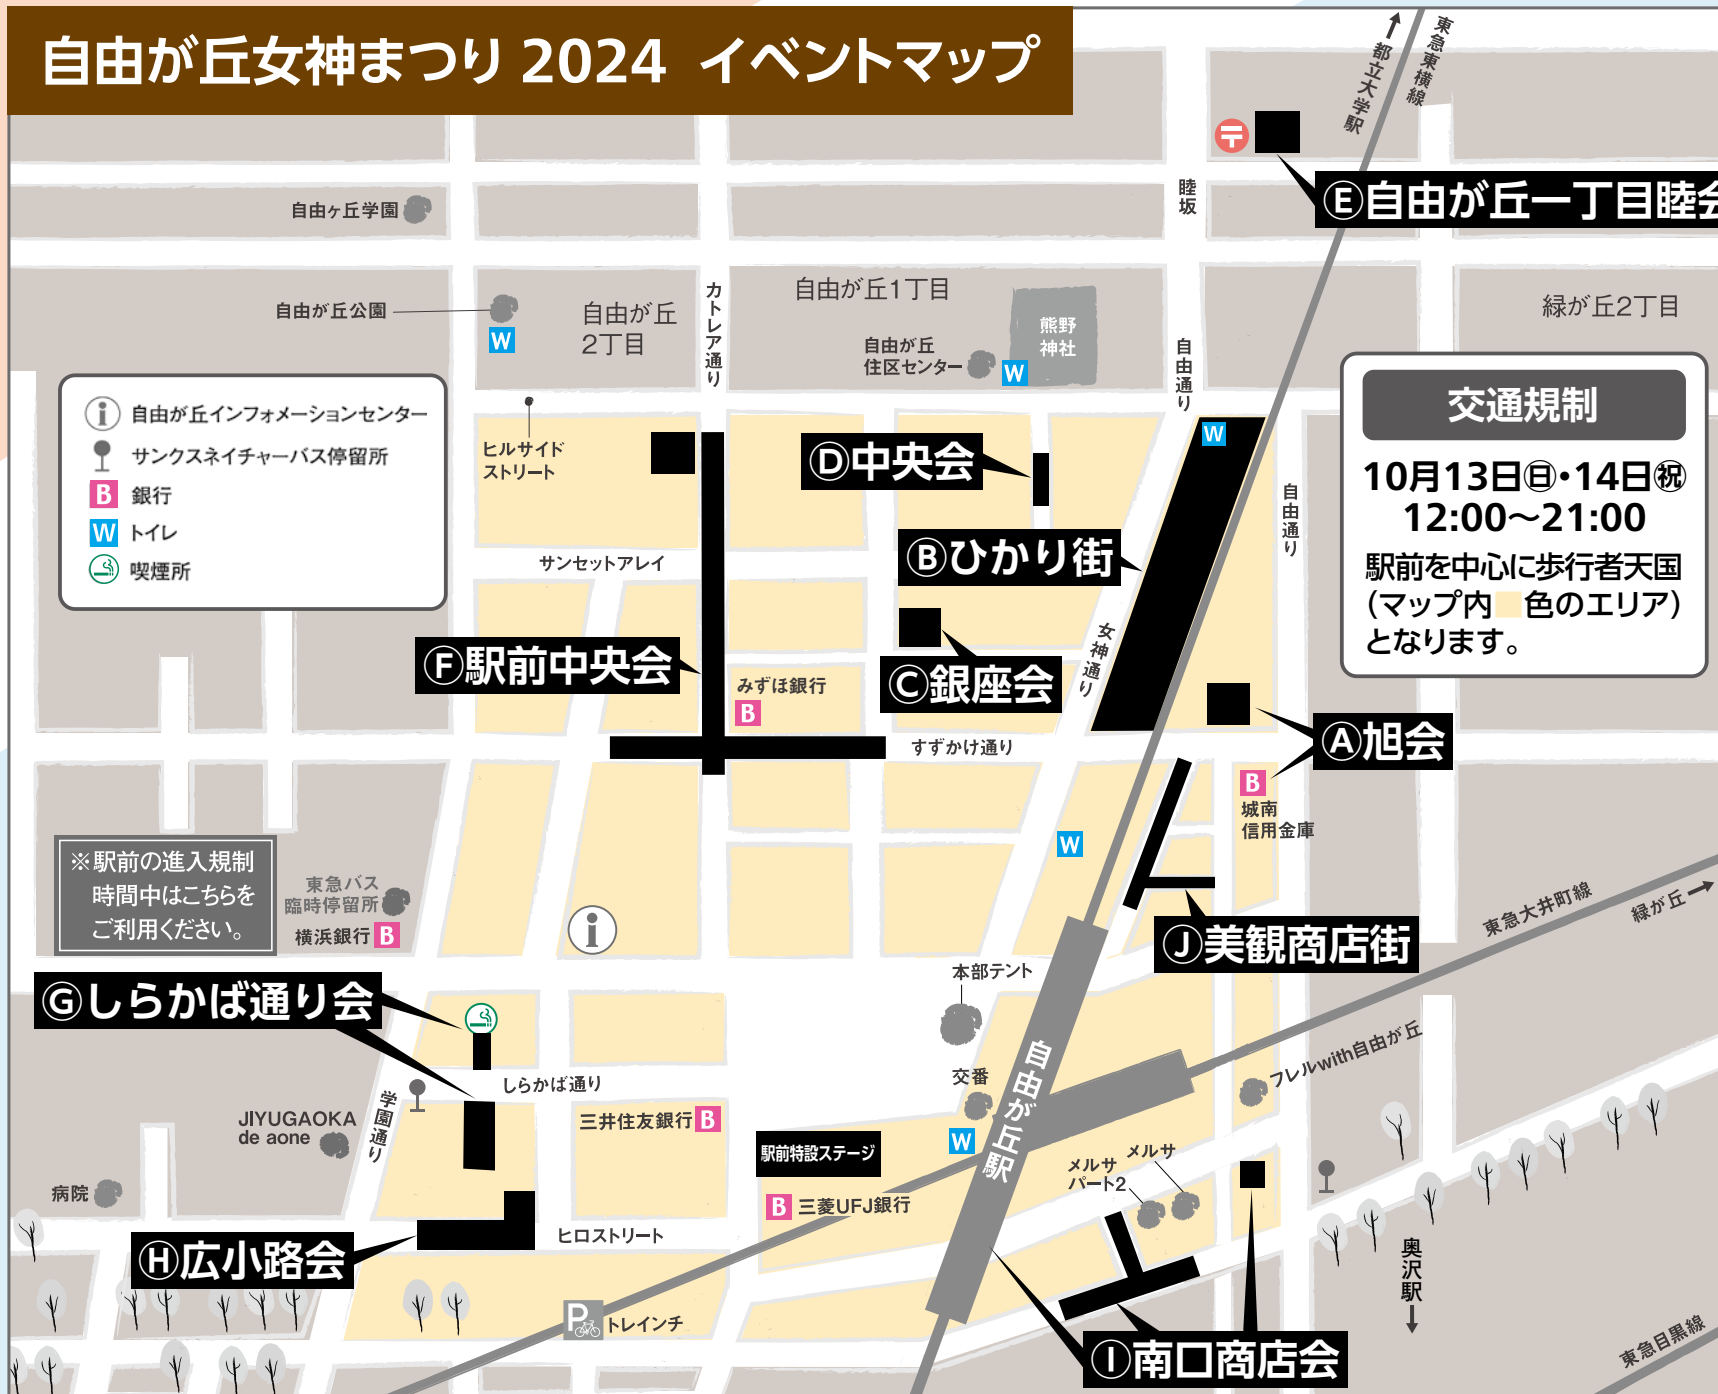 自由が丘女神まつり 2024 イベントマップ
都立大学駅
東急東横線
睦坂
Ⓔ自由が丘一丁目睦会
自由ヶ丘学園
自由が丘公園
W
自由が丘
2丁目
カトレア通り
自由が丘1丁目
自由が丘
住区センター
W
熊野
神社
自由通り
緑が丘2丁目
交通規制
10月13日㊐・14日㊗
12:00〜21:00
駅前を中心に歩行者天国
（マップ内 色のエリア）
となります。
i 自由が丘インフォメーションセンター
サンクスネイチャーバス停留所
B 銀行
W トイレ
喫煙所
ヒルサイド
ストリート
Ⓓ中央会
W
自由通り
サンセットアレイ
Ⓑひかり街
Ⓕ駅前中央会
Ⓒ銀座会
女神通り
みずほ銀行
B
すずかけ通り
Ⓐ旭会
B
城南
信用金庫
W
※駅前の進入規制
時間中はこちらを
ご利用ください。
東急バス
臨時停留所
横浜銀行 B
i
Ⓙ美観商店街
東急大井町線
緑が丘
本部テント
Ⓖしらかば通り会
しらかば通り
学園通り
JIYUGAOKA
de aone
病院
三井住友銀行 B
交番
W
自由が丘駅
フレルwith自由が丘
駅前特設ステージ
B 三菱UFJ銀行
メルサ
パート2
メルサ
Ⓗ広小路会
ヒロストリート
P
トレインチ
奥沢駅
Ⓘ南口商店会
東急目黒線